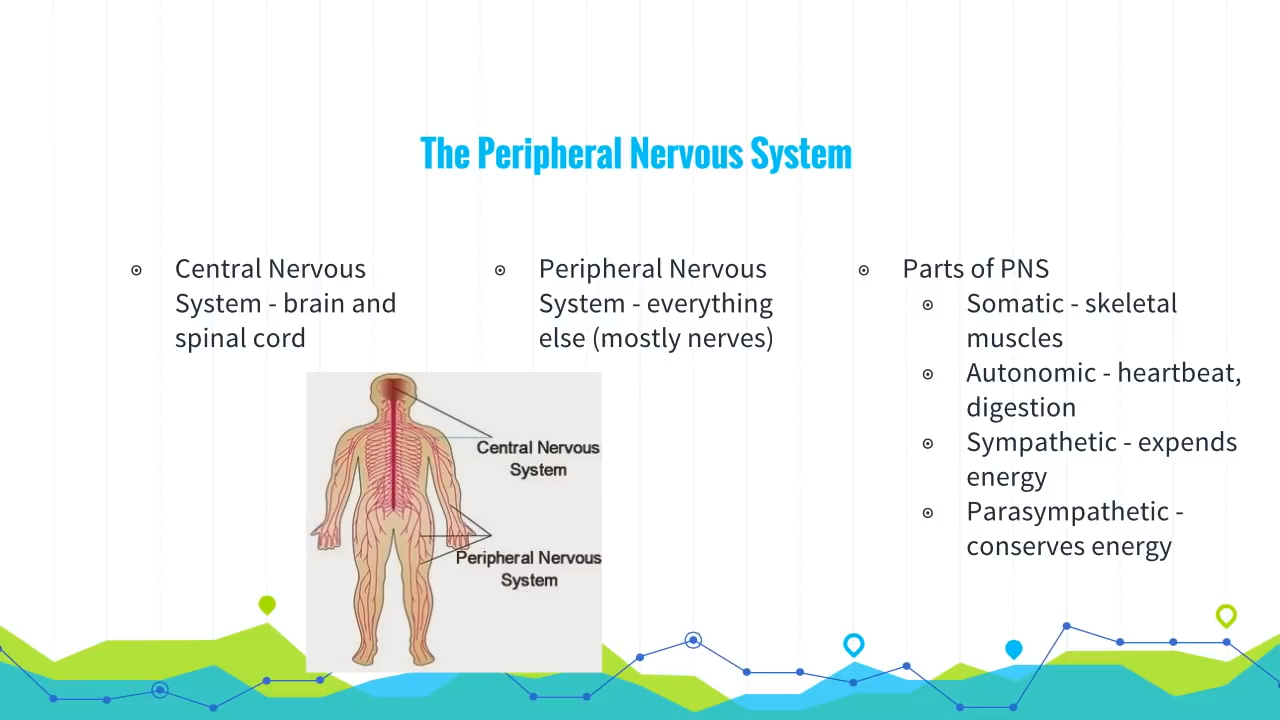 The Peripheral Nervous System
Central Nervous
System - brain and
spinal cord
Peripheral Nervous
System - everything
else (mostly nerves)
Parts of PNS
Somatic - skeletal
muscles
Autonomic - heartbeat,
digestion
Sympathetic - expends
energy
Parasympathetic -
conserves energy
Central Nervous
System
Peripheral Nervous
System